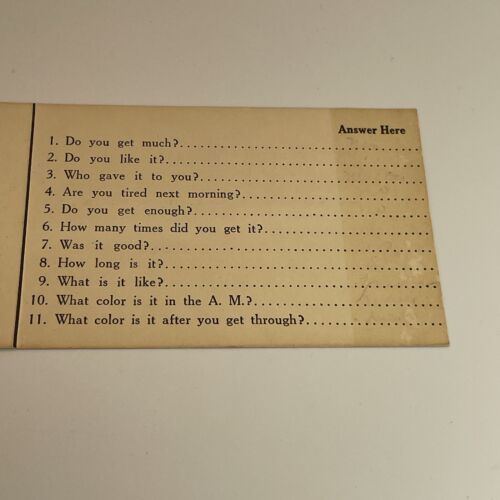 Answer Here
1. Do you get much?........................................
2. Do you like it?........................................
3. Who gave it to you?........................................
4. Are you tired next morning?........................................
5. Do you get enough?........................................
6. How many times did you get it?........................................
7. Was it good?........................................
8. How long is it?........................................
9. What is it like?........................................
10. What color is it in the A. M.?........................................
11. What color is it after you get through?........................................